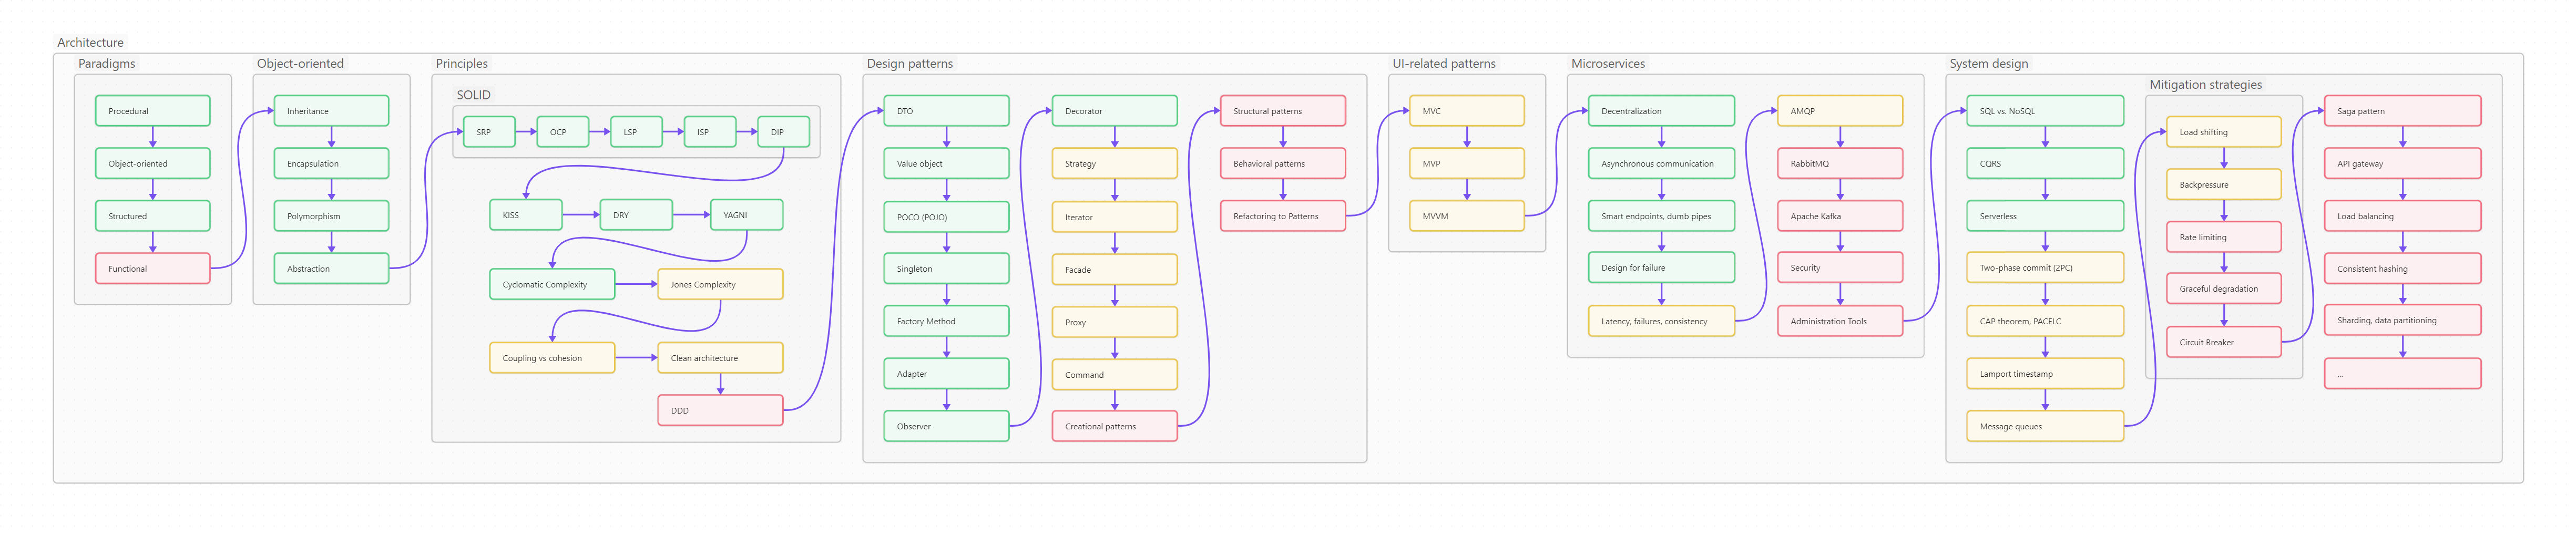 Architecture
Paradigms
Procedural
Object-oriented
Structured
Functional
Object-oriented
Inheritance
Encapsulation
Polymorphism
Abstraction
Principles
SOLID
SRP
OCP
LSP
ISP
DIP
KISS
DRY
YAGNI
Cyclomatic Complexity
Jones Complexity
Coupling vs cohesion
Clean architecture
DDD
Design patterns
DTO
Value object
POCO (POJO)
Singleton
Factory Method
Adapter
Observer
Decorator
Strategy
Iterator
Facade
Proxy
Command
Creational patterns
Structural patterns
Behavioral patterns
Refactoring to Patterns
UI-related patterns
MVC
MVP
MVVM
Microservices
Decentralization
Asynchronous communication
Smart endpoints, dumb pipes
Design for failure
Latency, failures, consistency
AMQP
RabbitMQ
Apache Kafka
Security
Administration Tools
System design
SQL vs. NoSQL
CQRS
Serverless
Two-phase commit (2PC)
CAP theorem, PACELC
Lamport timestamp
Message queues
Mitigation strategies
Load shifting
Backpressure
Rate limiting
Graceful degradation
Circuit Breaker
Saga pattern
API gateway
Load balancing
Consistent hashing
Sharding, data partitioning
...